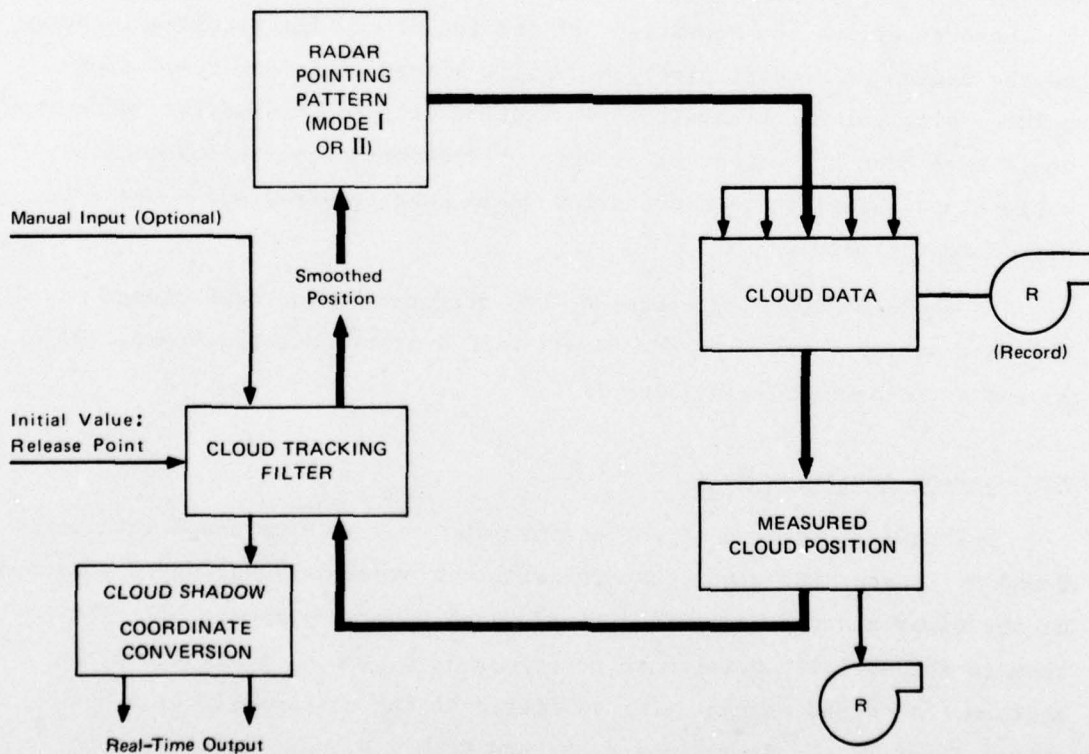 RADAR
POINTING
PATTERN
(MODE I
OR II)
Manual Input (Optional)
Smoothed
Position
CLOUD DATA
R
(Record)
Initial Value:
Release Point
CLOUD TRACKING
FILTER
MEASURED
CLOUD POSITION
CLOUD SHADOW
COORDINATE
CONVERSION
R
Real-Time Output